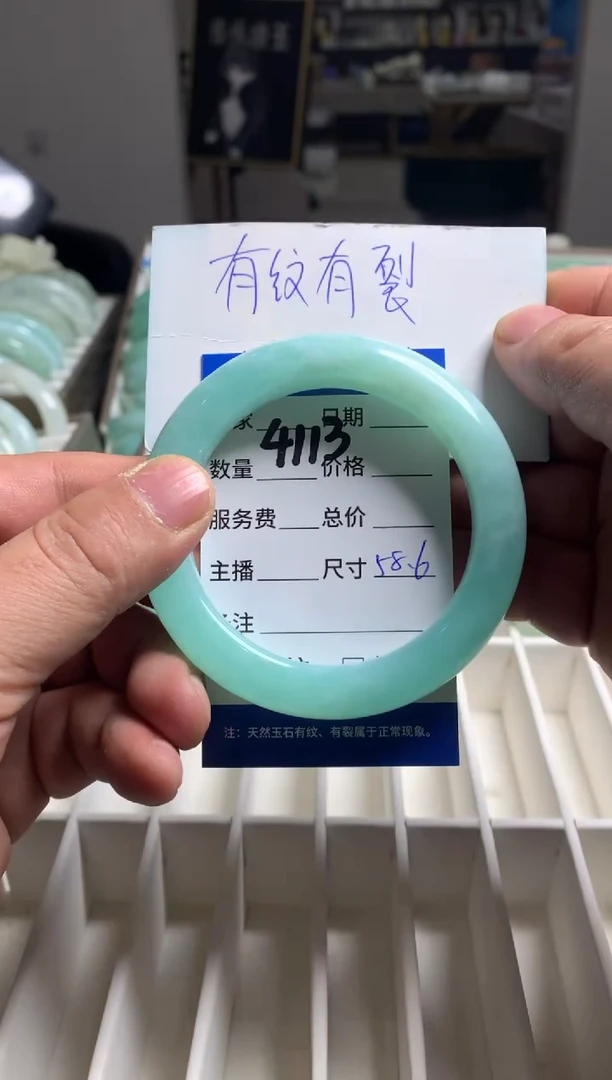 有纹有裂
家 日期
4113
数量 价格
服务费 总价
主播 尺寸 58.6
注
注：天然玉石有纹、有裂属于正常现象。